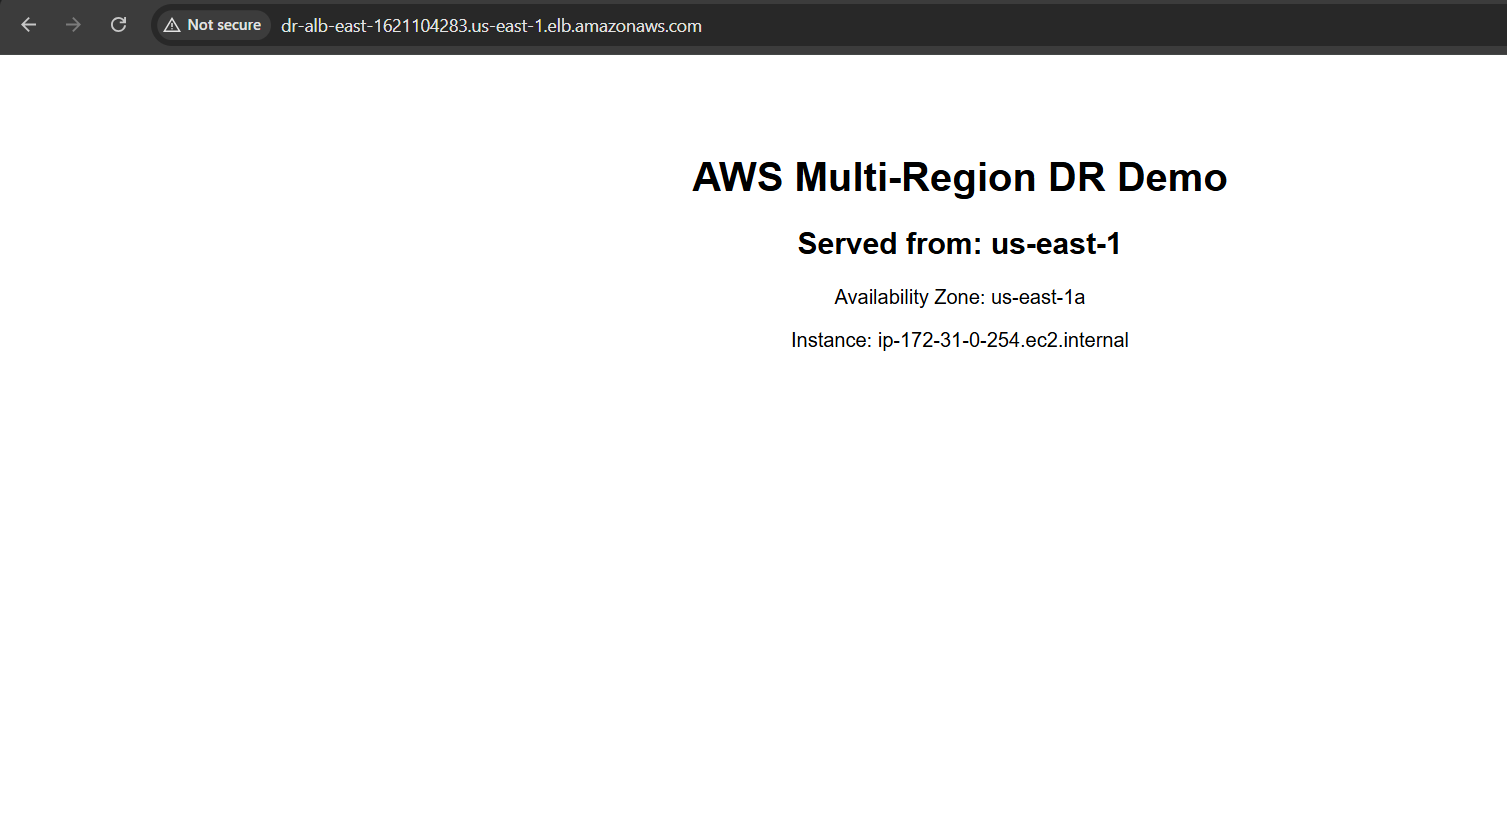 Not secure dr-alb-east-1621104283.us-east-1.elb.amazonaws.com
AWS Multi-Region DR Demo
Served from: us-east-1
Availability Zone: us-east-1a
Instance: ip-172-31-0-254.ec2.internal